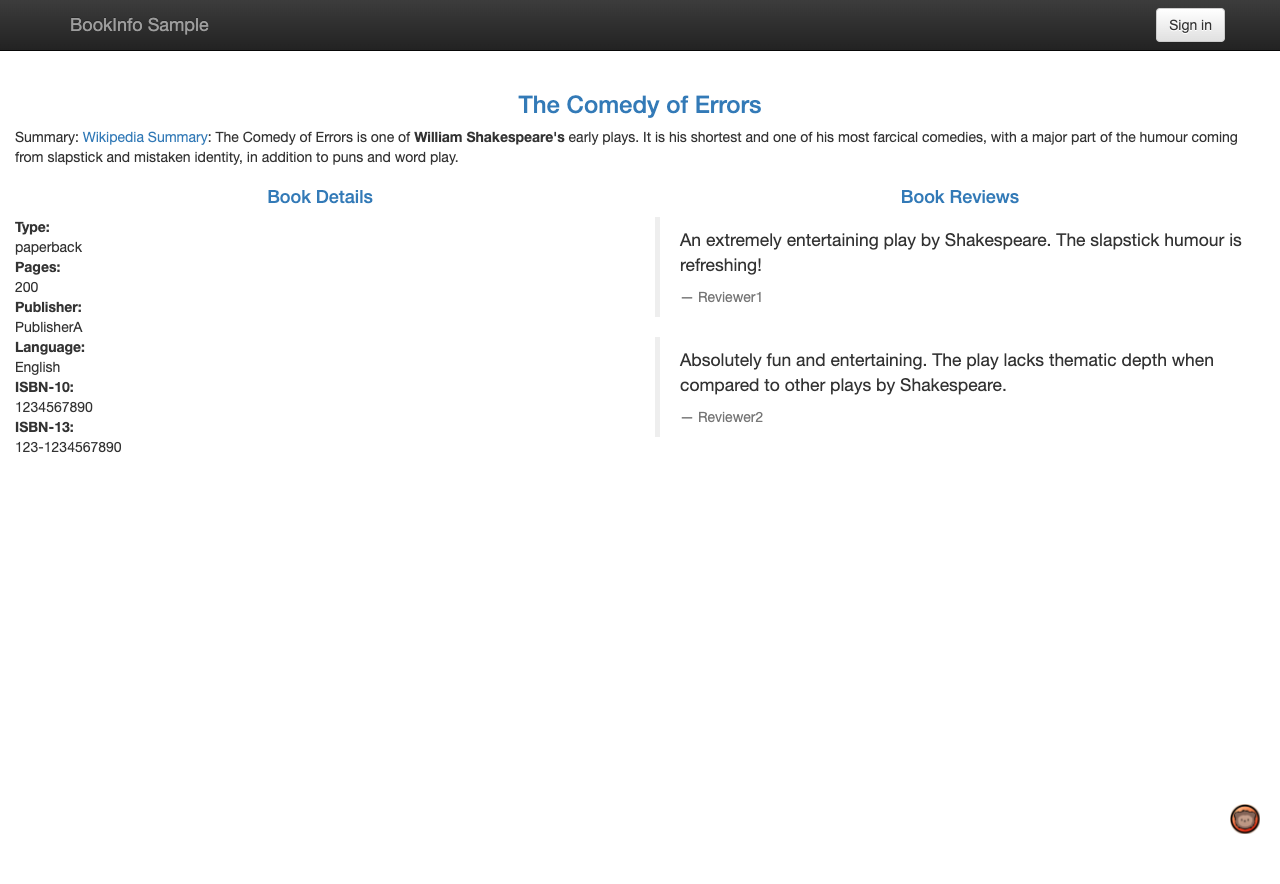 BookInfo Sample
Sign in
The Comedy of Errors
Summary: Wikipedia Summary: The Comedy of Errors is one of William Shakespeare's early plays. It is his shortest and one of his most farcical comedies, with a major part of the humour coming
from slapstick and mistaken identity, in addition to puns and word play.
Book Details
Type:
paperback
Pages:
200
Publisher:
PublisherA
Language:
English
ISBN-10:
1234567890
ISBN-13:
123-1234567890
Book Reviews
An extremely entertaining play by Shakespeare. The slapstick humour is
refreshing!
— Reviewer1
Absolutely fun and entertaining. The play lacks thematic depth when
compared to other plays by Shakespeare.
— Reviewer2